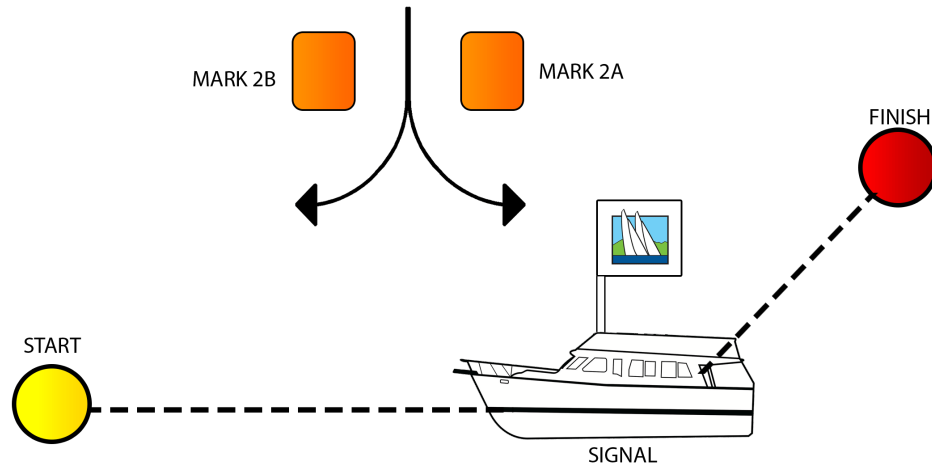 MARK 2B
MARK 2A
FINISH
START
SIGNAL